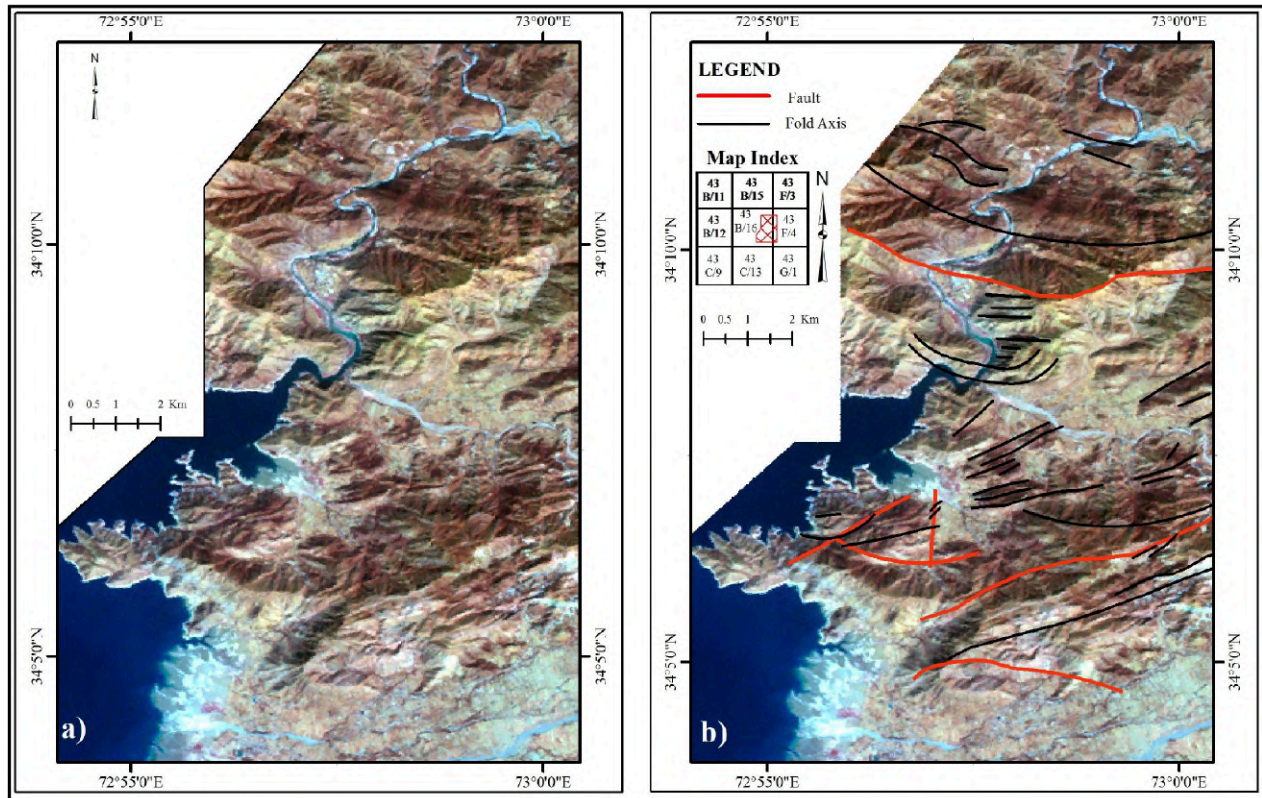 72°55'0"E
73°0'0"E
N
34°10'0"N
34°10'0"N
0 0.5 1 2 Km
34°5'0"N
34°5'0"N
a)
72°55'0"E
73°0'0"E
72°55'0"E
73°0'0"E
LEGEND
Fault
Fold Axis
Map Index
43 43 43
B/11 B/15 F/3
43 43 43
B/12 B/16 F/4
43 43 43
C/9 C/13 G/1
N
34°10'0"N
34°10'0"N
0 0.5 1 2 Km
34°5'0"N
34°5'0"N
b)
72°55'0"E
73°0'0"E